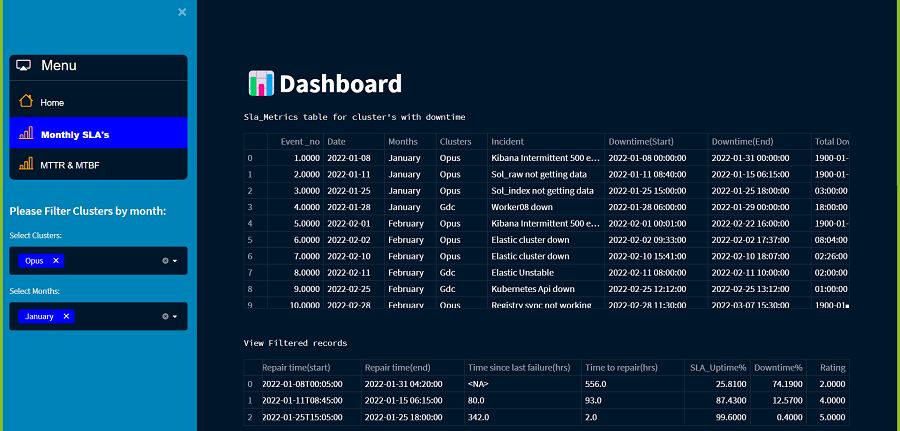 ×
Menu
Home
Monthly SLA's
MTTR & MTBF
Please Filter Clusters by month:
Select Clusters:
Opus ×
Select Months:
January ×
Dashboard
Sla_Metrics table for cluster's with downtime
Event _no Date Months Clusters Incident Downtime(Start) Downtime(End) Total Dov
0 1.0000 2022-01-08 January Opus Kibana Intermittent 500 e... 2022-01-08 00:00:00 2022-01-31 00:00:00 1900-01-
1 2.0000 2022-01-11 January Opus Sol_raw not getting data 2022-01-11 08:40:00 2022-01-15 06:15:00 1900-01-
2 3.0000 2022-01-25 January Opus Sol_index not getting data 2022-01-25 15:00:00 2022-01-25 18:00:00 03:00:00
3 4.0000 2022-01-28 January Gdc Worker08 down 2022-01-28 06:00:00 2022-01-29 00:00:00 18:00:00
4 5.0000 2022-02-01 February Opus Kibana Intermittent 500 e... 2022-02-01 00:01:00 2022-02-22 16:00:00 1900-01-
5 6.0000 2022-02-02 February Opus Elastic cluster down 2022-02-02 09:33:00 2022-02-02 17:37:00 08:04:00
6 7.0000 2022-02-10 February Opus Elastic cluster down 2022-02-10 15:41:00 2022-02-10 18:07:00 02:26:00
7 8.0000 2022-02-11 February Gdc Elastic Unstable 2022-02-11 08:00:00 2022-02-11 10:00:00 02:00:00
8 9.0000 2022-02-25 February Gdc Kubernetes Api down 2022-02-25 12:12:00 2022-02-25 13:12:00 01:00:00
9 10.0000 2022-02-28 February Opus Registry sync not working 2022-02-28 11:30:00 2022-03-07 15:30:00 1900-01-
View Filtered records
Repair time(start) Repair time(end) Time since last failure(hrs) Time to repair(hrs) SLA_Uptime% Downtime% Rating
0 2022-01-08T00:05:00 2022-01-31 04:20:00 <NA> 556.0 25.8100 74.1900 2.0000
1 2022-01-11T08:45:00 2022-01-15 06:15:00 80.0 93.0 87.4300 12.5700 4.0000
2 2022-01-25T15:05:00 2022-01-25 18:00:00 342.0 2.0 99.6000 0.4000 5.0000